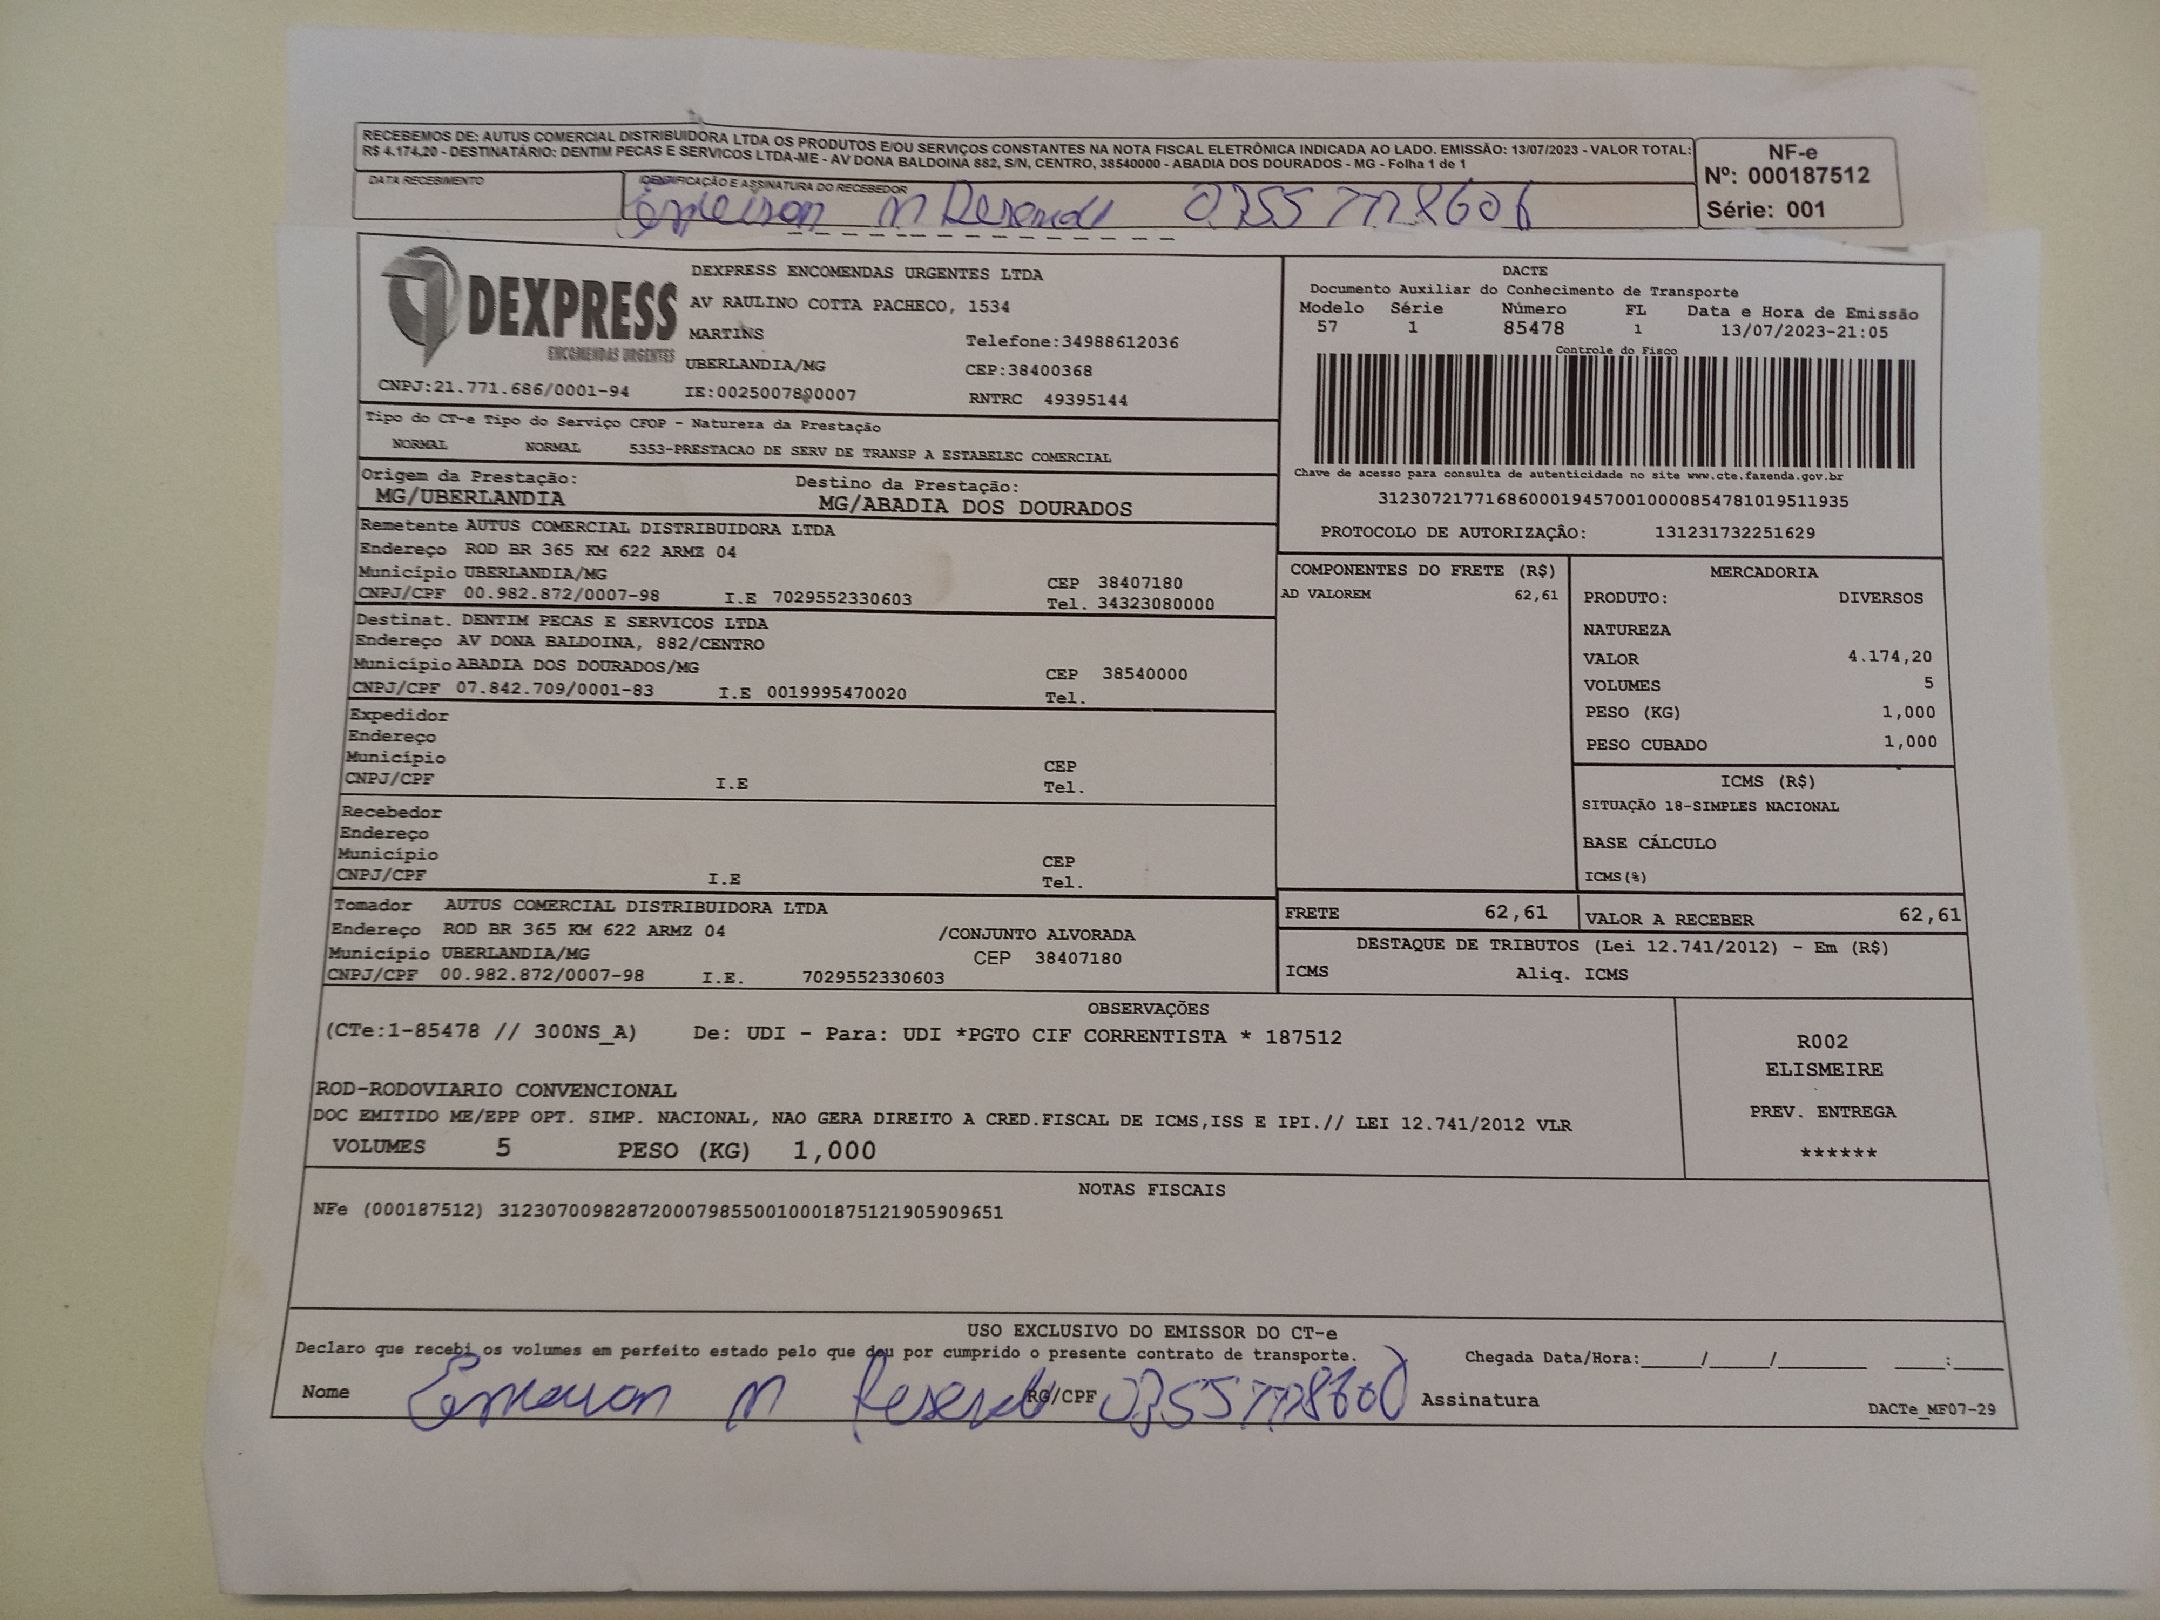 RECEBEMOS DE: AUTUS COMERCIAL DISTRIBUIDORA LTDA OS PRODUTOS E/OU SERVIÇOS CONSTANTES NA NOTA FISCAL ELETRÔNICA INDICADA AO LADO. EMISSÃO: 13/07/2023 - VALOR TOTAL:
R$ 4.174,20 - DESTINATÁRIO: DENTIM PECAS E SERVICOS LTDA-ME - AV DONA BALDOINA 882, S/N, CENTRO, 38540000 - ABADIA DOS DOURADOS - MG - Folha 1 de 1
NF-e
Nº: 000187512
Série: 001
DATA RECEBIMENTO
IDENTIFICAÇÃO E ASSINATURA DO RECEBEDOR
Emerson M Resende
DEXPRESS
ENCOMENDAS URGENTES
CNPJ:21.771.686/0001-94
DEXPRESS ENCOMENDAS URGENTES LTDA
AV RAULINO COTTA PACHECO, 1534
MARTINS
Telefone:34988612036
UBERLANDIA/MG
CEP:38400368
IE:0025007890007
RNTRC 49395144
DACTE
Documento Auxiliar do Conhecimento de Transporte
Modelo Série Número FL Data e Hora de Emissão
57 1 85478 1 13/07/2023-21:05
Controle do Fisco
Chave de acesso para consulta de autenticidade no site www.cte.fazenda.gov.br
31230721771686000194570010000854781019511935
PROTOCOLO DE AUTORIZAÇÂO: 131231732251629
Tipo do CT-e Tipo do Serviço CFOP - Natureza da Prestação
NORMAL NORMAL 5353-PRESTACAO DE SERV DE TRANSP A ESTABELEC COMERCIAL
Origem da Prestação: Destino da Prestação:
MG/UBERLANDIA MG/ABADIA DOS DOURADOS
Remetente AUTUS COMERCIAL DISTRIBUIDORA LTDA
Endereço ROD BR 365 KM 622 ARMZ 04
Município UBERLANDIA/MG CEP 38407180
CNPJ/CPF 00.982.872/0007-98 I.E 7029552330603 Tel. 34323080000
Destinat. DENTIM PECAS E SERVICOS LTDA
Endereço AV DONA BALDOINA, 882/CENTRO
Município ABADIA DOS DOURADOS/MG CEP 38540000
CNPJ/CPF 07.842.709/0001-83 I.E 0019995470020 Tel.
Expedidor
Endereço
Município CEP
CNPJ/CPF I.E Tel.
Recebedor
Endereço
Município CEP
CNPJ/CPF I.E Tel.
Tomador AUTUS COMERCIAL DISTRIBUIDORA LTDA
Endereço ROD BR 365 KM 622 ARMZ 04 /CONJUNTO ALVORADA
Município UBERLANDIA/MG CEP 38407180
CNPJ/CPF 00.982.872/0007-98 I.E. 7029552330603
COMPONENTES DO FRETE (R$)
AD VALOREM 62,61
MERCADORIA
PRODUTO: DIVERSOS
NATUREZA
VALOR 4.174,20
VOLUMES 5
PESO (KG) 1,000
PESO CUBADO 1,000
ICMS (R$)
SITUAÇÃO 18-SIMPLES NACIONAL
BASE CÁLCULO
ICMS(%)
FRETE 62,61 VALOR A RECEBER 62,61
DESTAQUE DE TRIBUTOS (Lei 12.741/2012) - Em (R$)
ICMS Aliq. ICMS
OBSERVAÇÕES
(CTe:1-85478 // 300NS_A) De: UDI - Para: UDI *PGTO CIF CORRENTISTA * 187512
ROD-RODOVIARIO CONVENCIONAL
DOC EMITIDO ME/EPP OPT. SIMP. NACIONAL, NAO GERA DIREITO A CRED.FISCAL DE ICMS,ISS E IPI.// LEI 12.741/2012 VLR
VOLUMES 5 PESO (KG) 1,000
R002
ELISMEIRE
PREV. ENTREGA
******
NOTAS FISCAIS
NFe (000187512) 31230700982872000798550010001875121905909651
USO EXCLUSIVO DO EMISSOR DO CT-e
Declaro que recebi os volumes em perfeito estado pelo que dou por cumprido o presente contrato de transporte. Chegada Data/Hora:_____/_____/________ ____:____
Nome Emerson M Resende RG/CPF Assinatura
DACTe_MF07-29